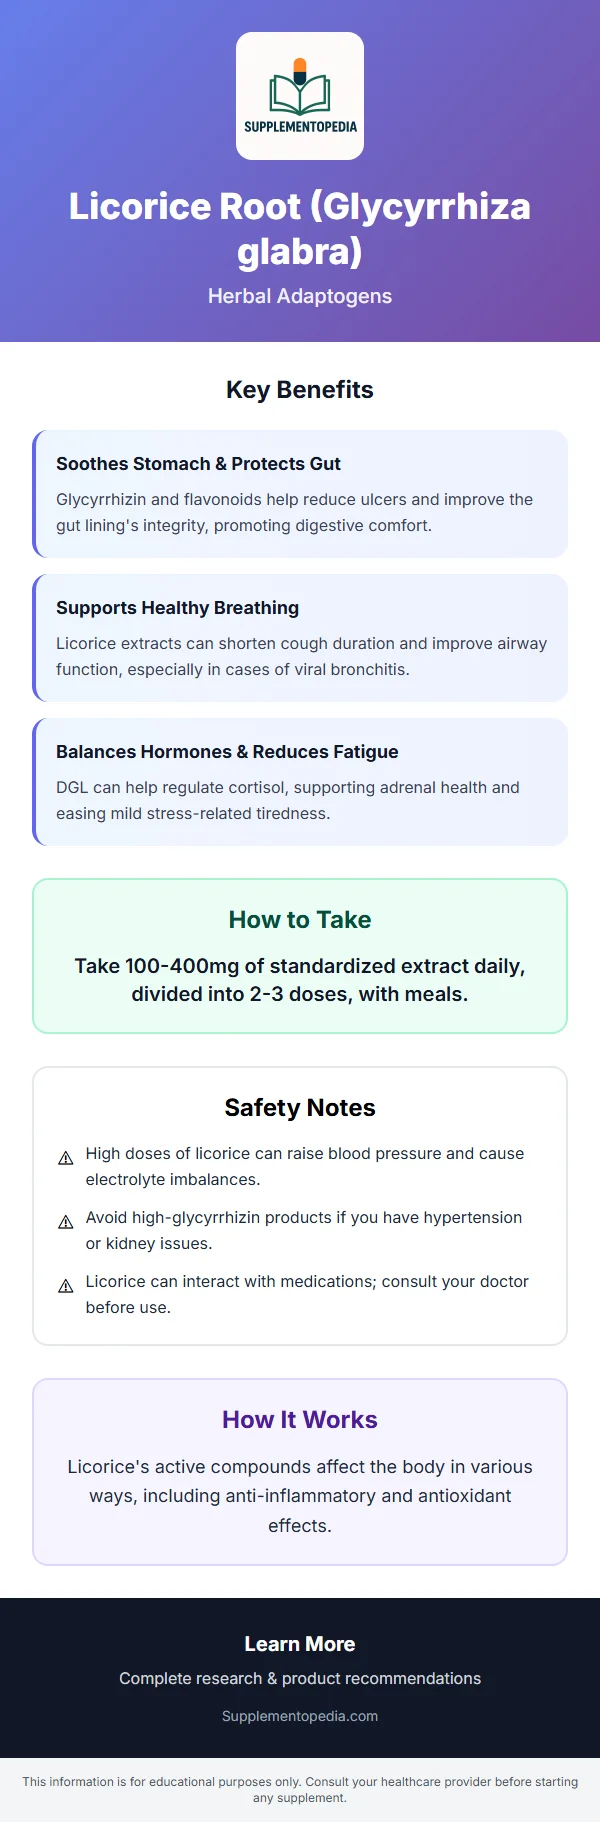 SUPPLEMENTOPEDIA
Licorice Root (Glycyrrhiza
glabra)
Herbal Adaptogens
Key Benefits
Soothes Stomach & Protects Gut
Glycyrrhizin and flavonoids help reduce ulcers and improve the
gut lining's integrity, promoting digestive comfort.
Supports Healthy Breathing
Licorice extracts can shorten cough duration and improve airway
function, especially in cases of viral bronchitis.
Balances Hormones & Reduces Fatigue
DGL can help regulate cortisol, supporting adrenal health and
easing mild stress-related tiredness.
How to Take
Take 100-400mg of standardized extract daily,
divided into 2-3 doses, with meals.
Safety Notes
⚠ High doses of licorice can raise blood pressure and cause
electrolyte imbalances.
⚠ Avoid high-glycyrrhizin products if you have hypertension
or kidney issues.
⚠ Licorice can interact with medications; consult your doctor
before use.
How It Works
Licorice's active compounds affect the body in various
ways, including anti-inflammatory and antioxidant
effects.
Learn More
Complete research & product recommendations
Supplementopedia.com
This information is for educational purposes only. Consult your healthcare provider before starting
any supplement.